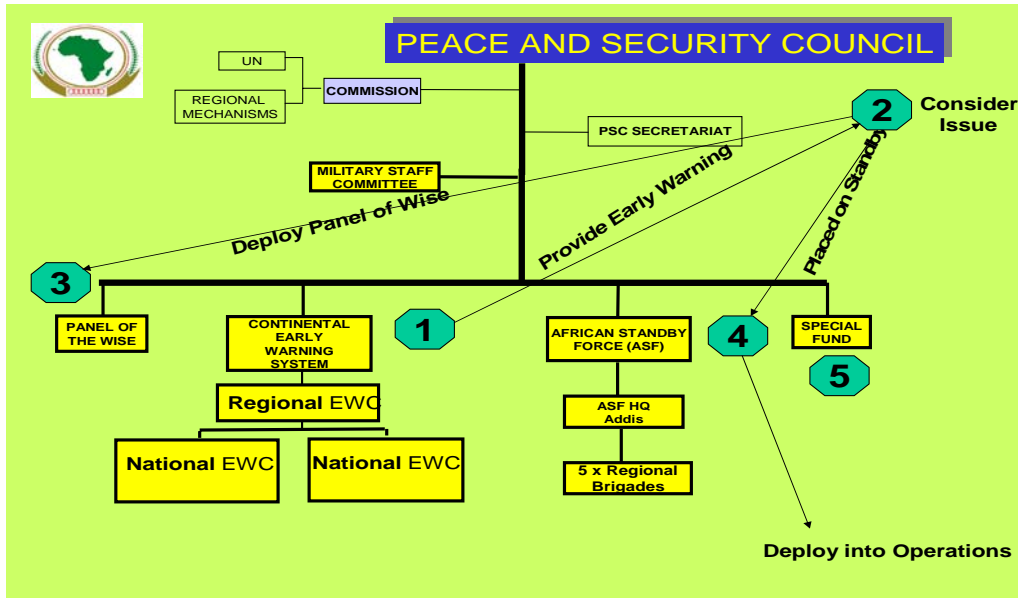 PEACE AND SECURITY COUNCIL
UN
COMMISSION
REGIONAL
MECHANISMS
2
Consider
Issue
PSC SECRETARIAT
MILITARY STAFF
COMMITTEE
Deploy Panel of Wise
Provide Early Warning
Placed on Standby
3
PANEL OF
THE WISE
CONTINENTAL
EARLY
WARNING
SYSTEM
1
AFRICAN STANDBY
FORCE (ASF)
4
SPECIAL
FUND
5
Regional EWC
ASF HQ
Addis
National EWC
National EWC
5 x Regional
Brigades
Deploy into Operations